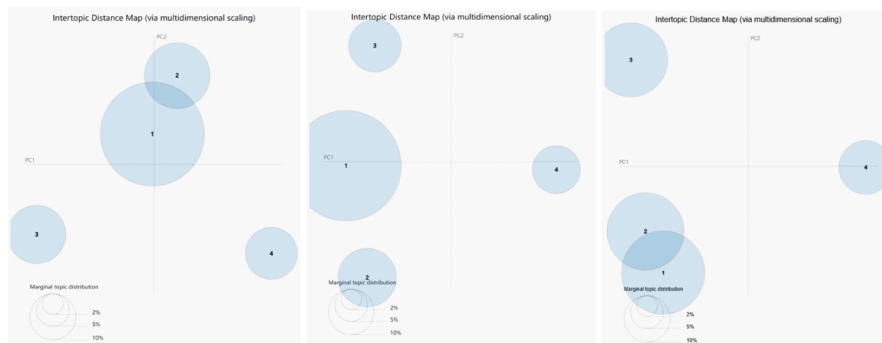 Intertopic Distance Map (via multidimensional scaling)
PC2
2
1
PC1
3
4
Marginal topic distribution
2%
5%
10%
Intertopic Distance Map (via multidimensional scaling)
PC2
3
PC1
1
4
2
Marginal topic distribution
2%
5%
10%
Intertopic Distance Map (via multidimensional scaling)
PC2
3
PC1
4
2
1
Marginal topic distribution
2%
5%
10%